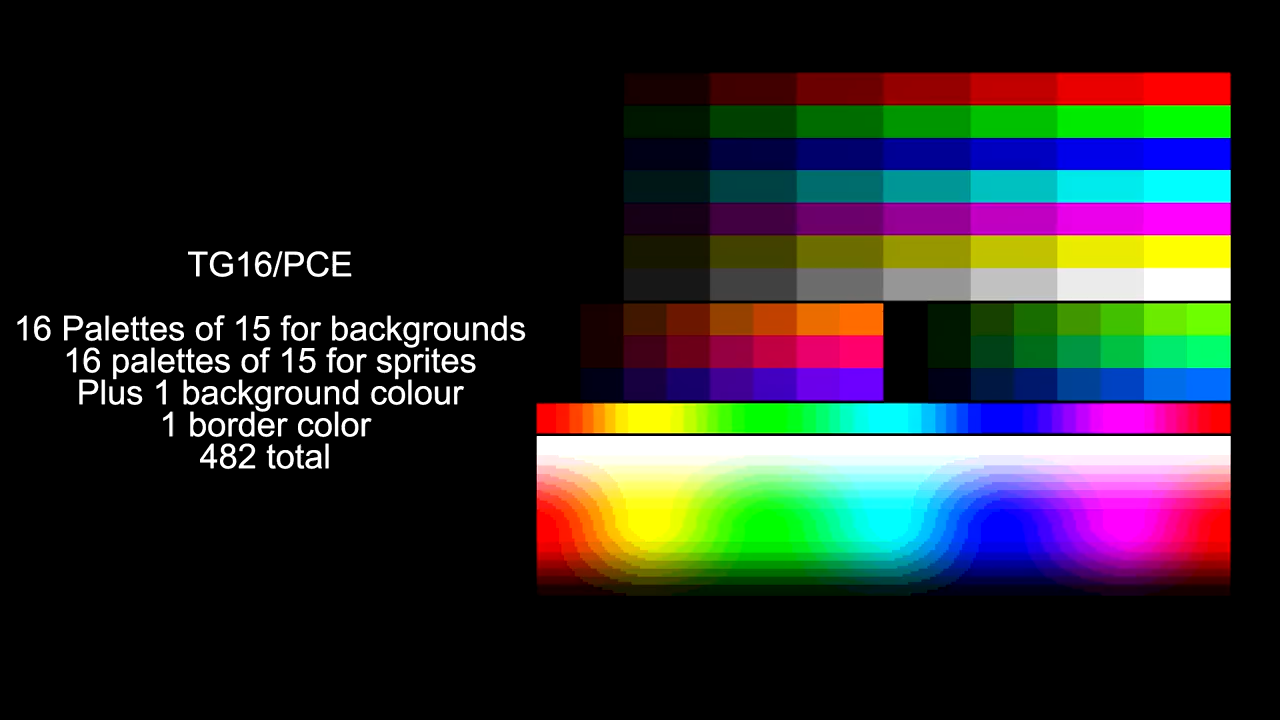 TG16/PCE
16 Palettes of 15 for backgrounds
16 palettes of 15 for sprites
Plus 1 background colour
1 border color
482 total